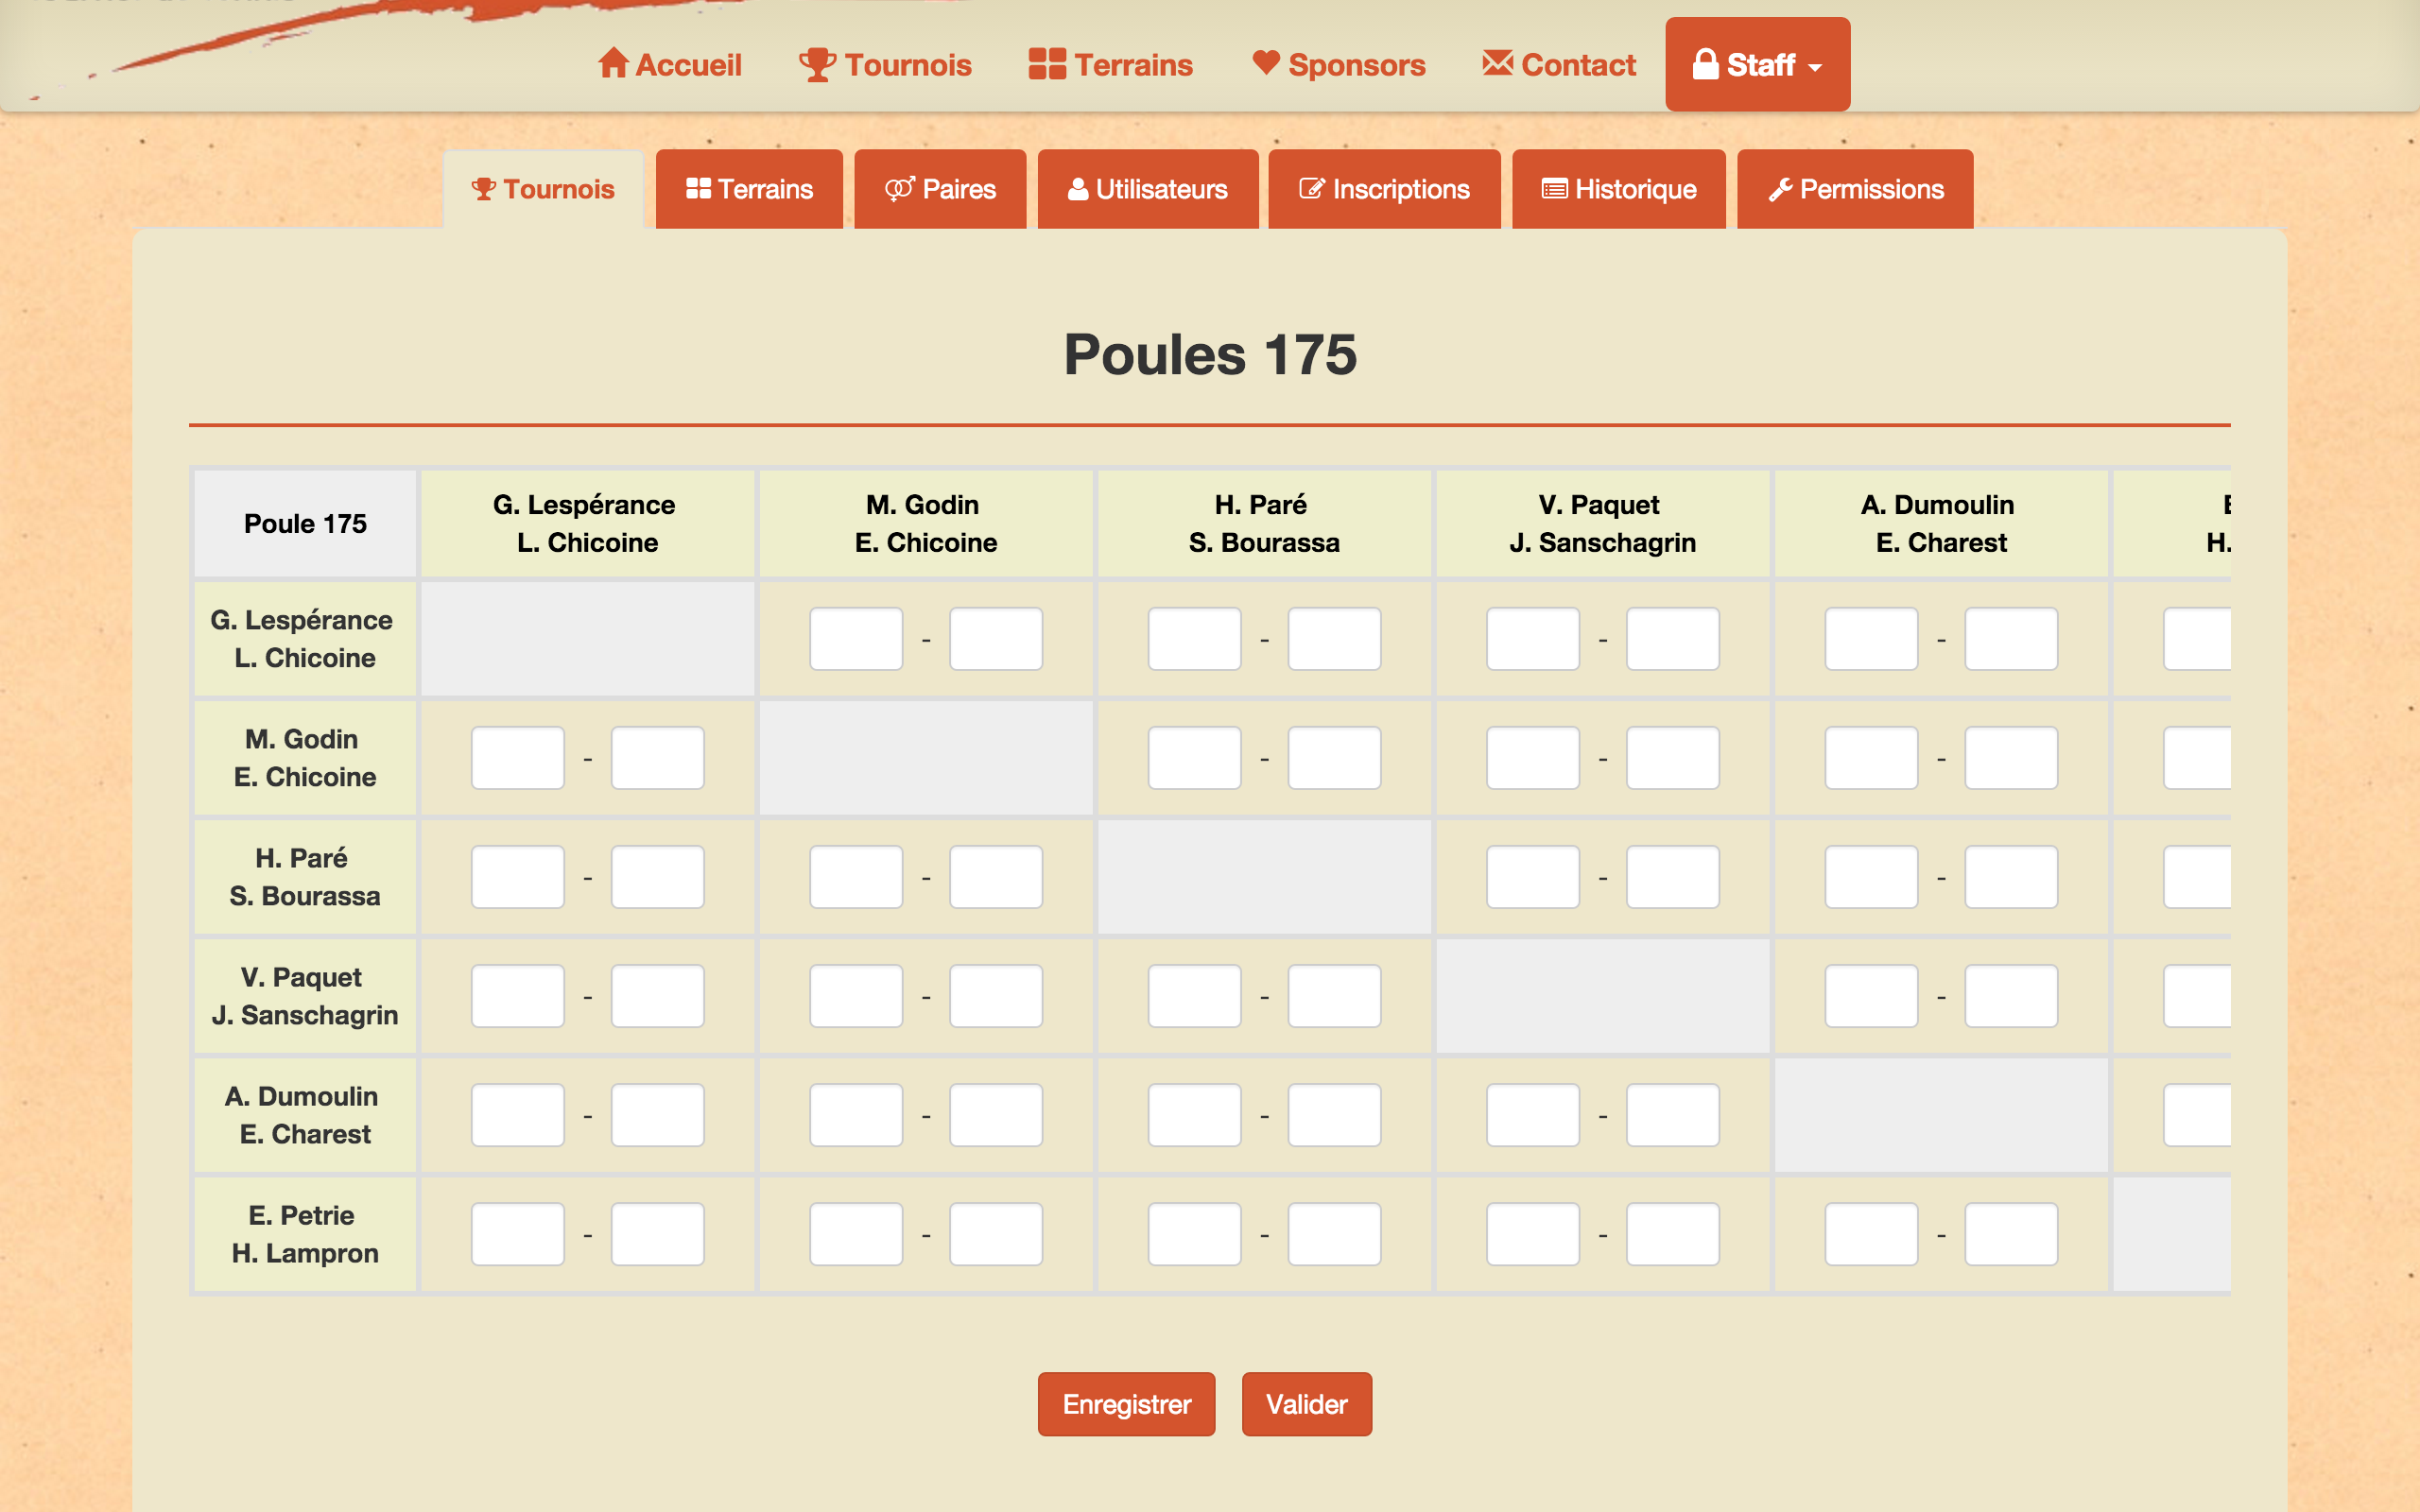 Accueil Tournois Terrains Sponsors Contact Staff
Tournois Terrains Paires Utilisateurs Inscriptions Historique Permissions
Poules 175
Poule 175
G. Lespérance
L. Chicoine
M. Godin
E. Chicoine
H. Paré
S. Bourassa
V. Paquet
J. Sanschagrin
A. Dumoulin
E. Charest
H.
G. Lespérance
L. Chicoine
- - - -
M. Godin
E. Chicoine
- - - -
H. Paré
S. Bourassa
- - - -
V. Paquet
J. Sanschagrin
- - - -
A. Dumoulin
E. Charest
- - - -
E. Petrie
H. Lampron
- - - - -
Enregistrer Valider